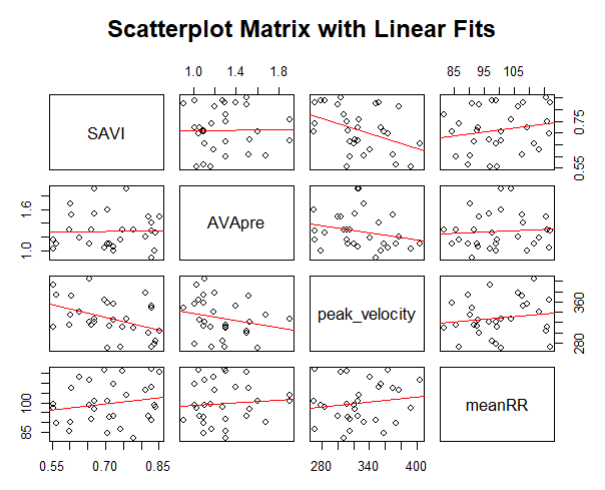 Scatterplot Matrix with Linear Fits
1.0 1.4 1.8
85 95 105
SAVI
0.55 0.75
1.0 1.6
AVApre
peak_velocity
280 360
85 100
meanRR
0.55 0.70 0.85
280 340 400